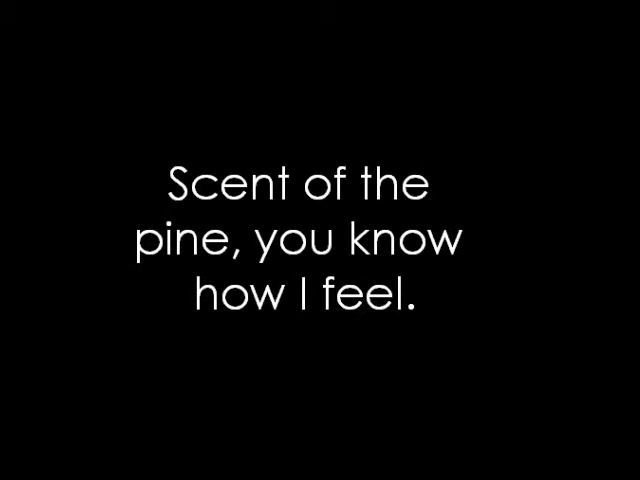 Scent of the
pine, you know
how I feel.